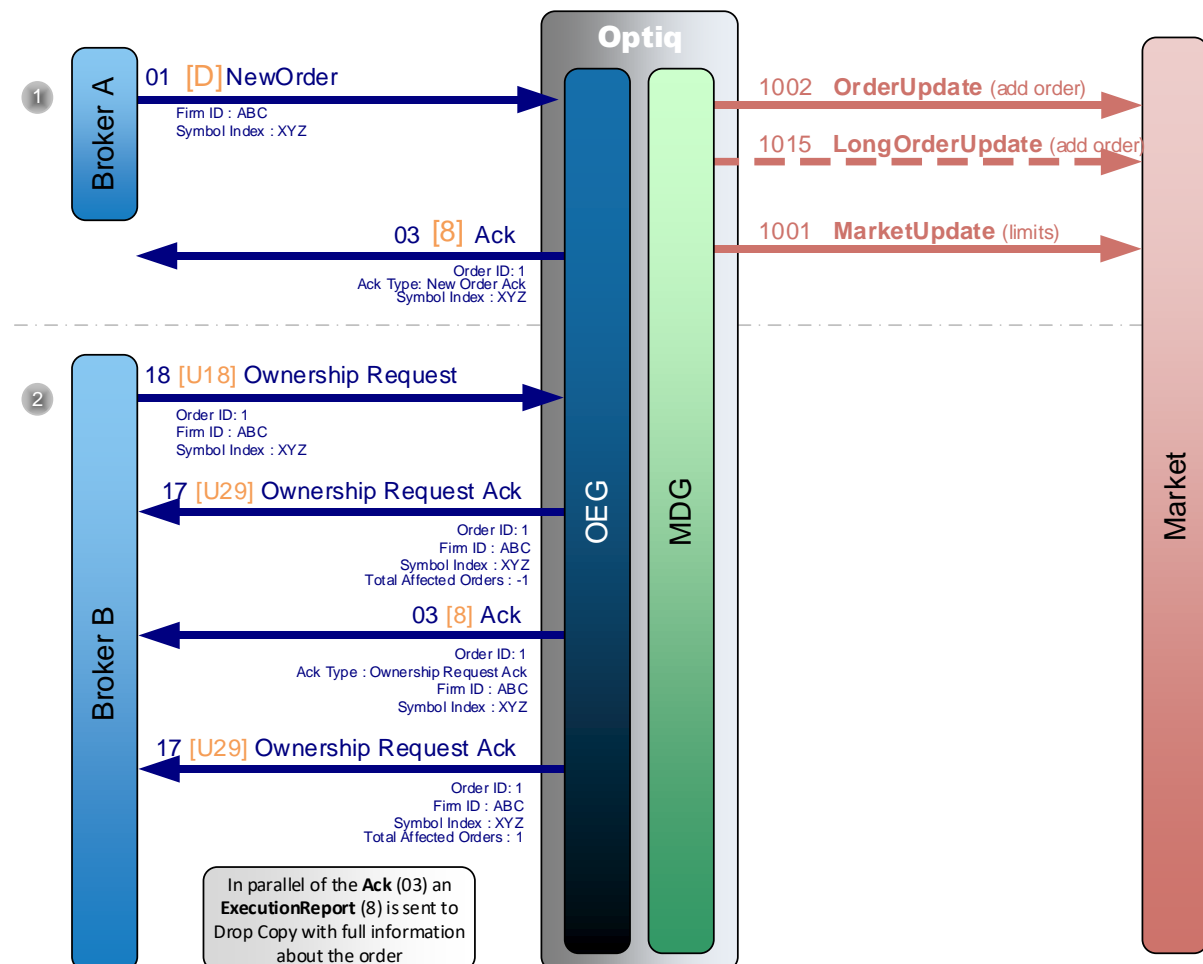 Optiq
1
Broker A
01 [D] NewOrder
Firm ID : ABC
Symbol Index : XYZ
1002 OrderUpdate (add order)
1015 LongOrderUpdate (add order)
03 [8] Ack
Order ID: 1
Ack Type: New Order Ack
Symbol Index : XYZ
1001 MarketUpdate (limits)
2
Broker B
18 [U18] Ownership Request
Order ID: 1
Firm ID : ABC
Symbol Index : XYZ
17 [U29] Ownership Request Ack
Order ID: 1
Firm ID : ABC
Symbol Index : XYZ
Total Affected Orders : -1
03 [8] Ack
Order ID: 1
Ack Type : Ownership Request Ack
Firm ID : ABC
Symbol Index : XYZ
17 [U29] Ownership Request Ack
Order ID: 1
Firm ID : ABC
Symbol Index : XYZ
Total Affected Orders : 1
In parallel of the Ack (03) an
ExecutionReport (8) is sent to
Drop Copy with full information
about the order
OEG
MDG
Market